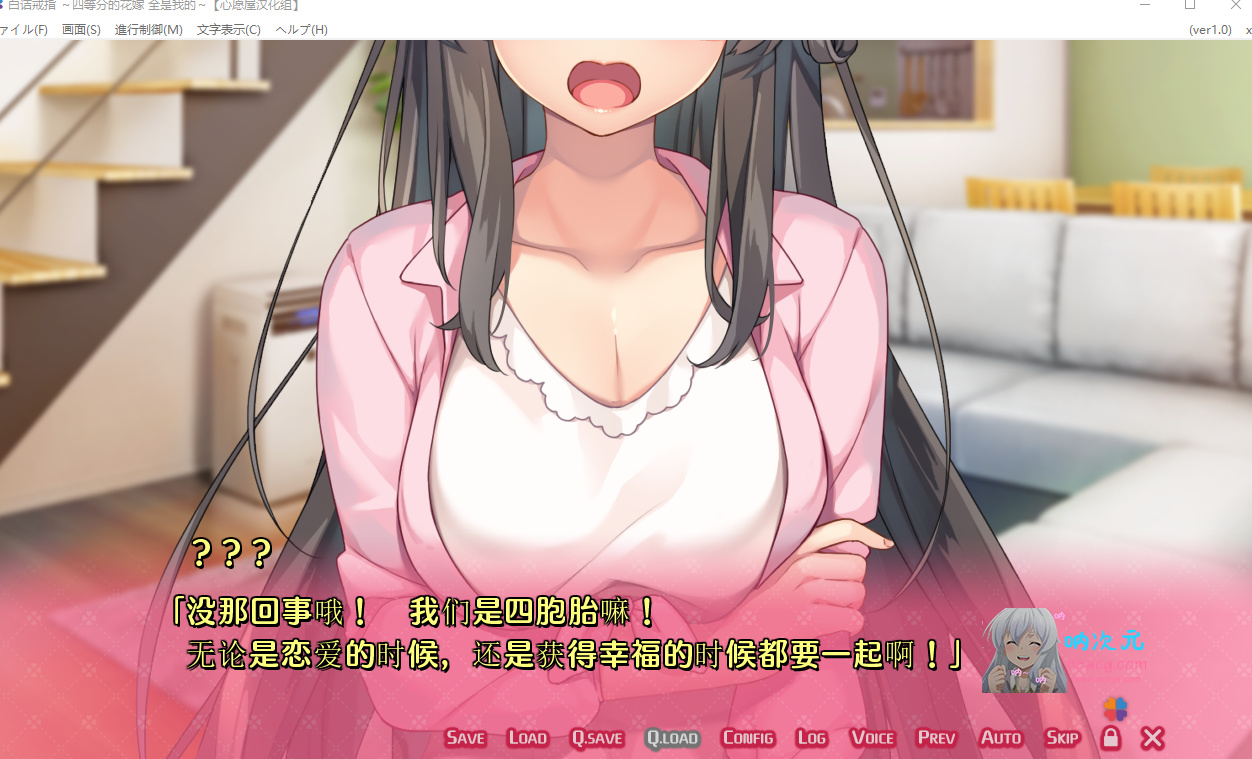 白话戒指 ～四等分的花嫁 全是我的～【心愿屋汉化组】
ァイル(F) 画面(S) 進行制御(M) 文字表示(C) ヘルプ(H) (ver1.0) x
？？？
「没那回事哦！　我们是四胞胎嘛！
无论是恋爱的时候，还是获得幸福的时候都要一起啊！」
呐
呐次元
呐~ 呐
SAVE LOAD Q.SAVE Q.LOAD CONFIG LOG VOICE PREV AUTO SKIP